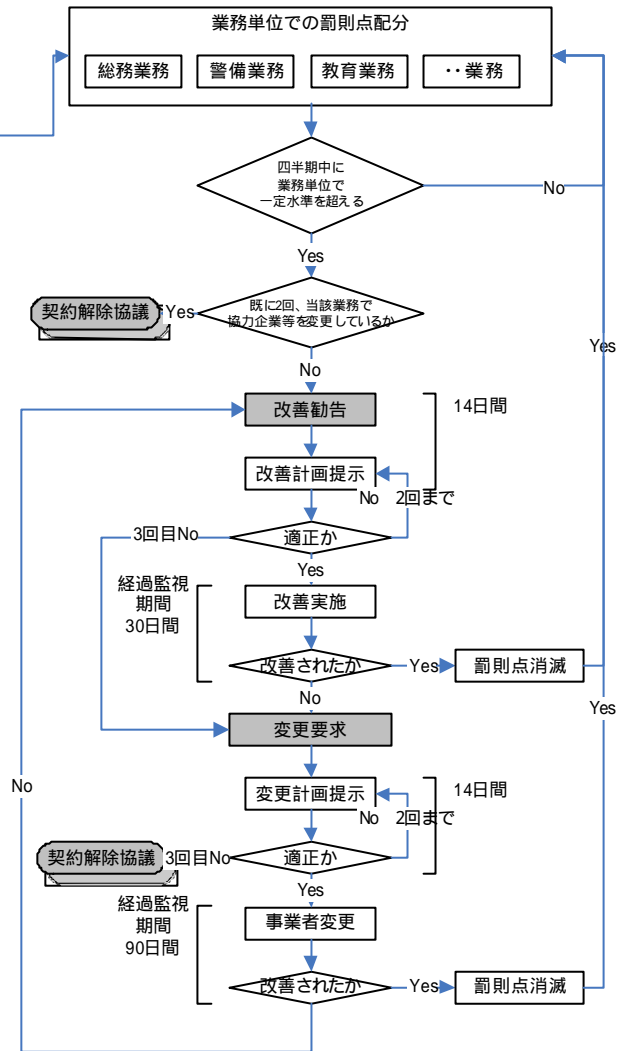 業務単位での罰則点配分
総務業務
警備業務
教育業務
・・業務
四半期中に
業務単位で
一定水準を超える
No
Yes
既に2回、当該業務で
協力企業等を変更しているか
Yes
契約解除協議
No
Yes
改善勧告
14日間
改善計画提示
No 2回まで
3回目No
適正か
Yes
経過監視
期間
30日間
改善実施
改善されたか
Yes
罰則点消滅
No
Yes
変更要求
No
変更計画提示
14日間
No 2回まで
契約解除協議
3回目No
適正か
Yes
経過監視
期間
90日間
事業者変更
改善されたか
Yes
罰則点消滅